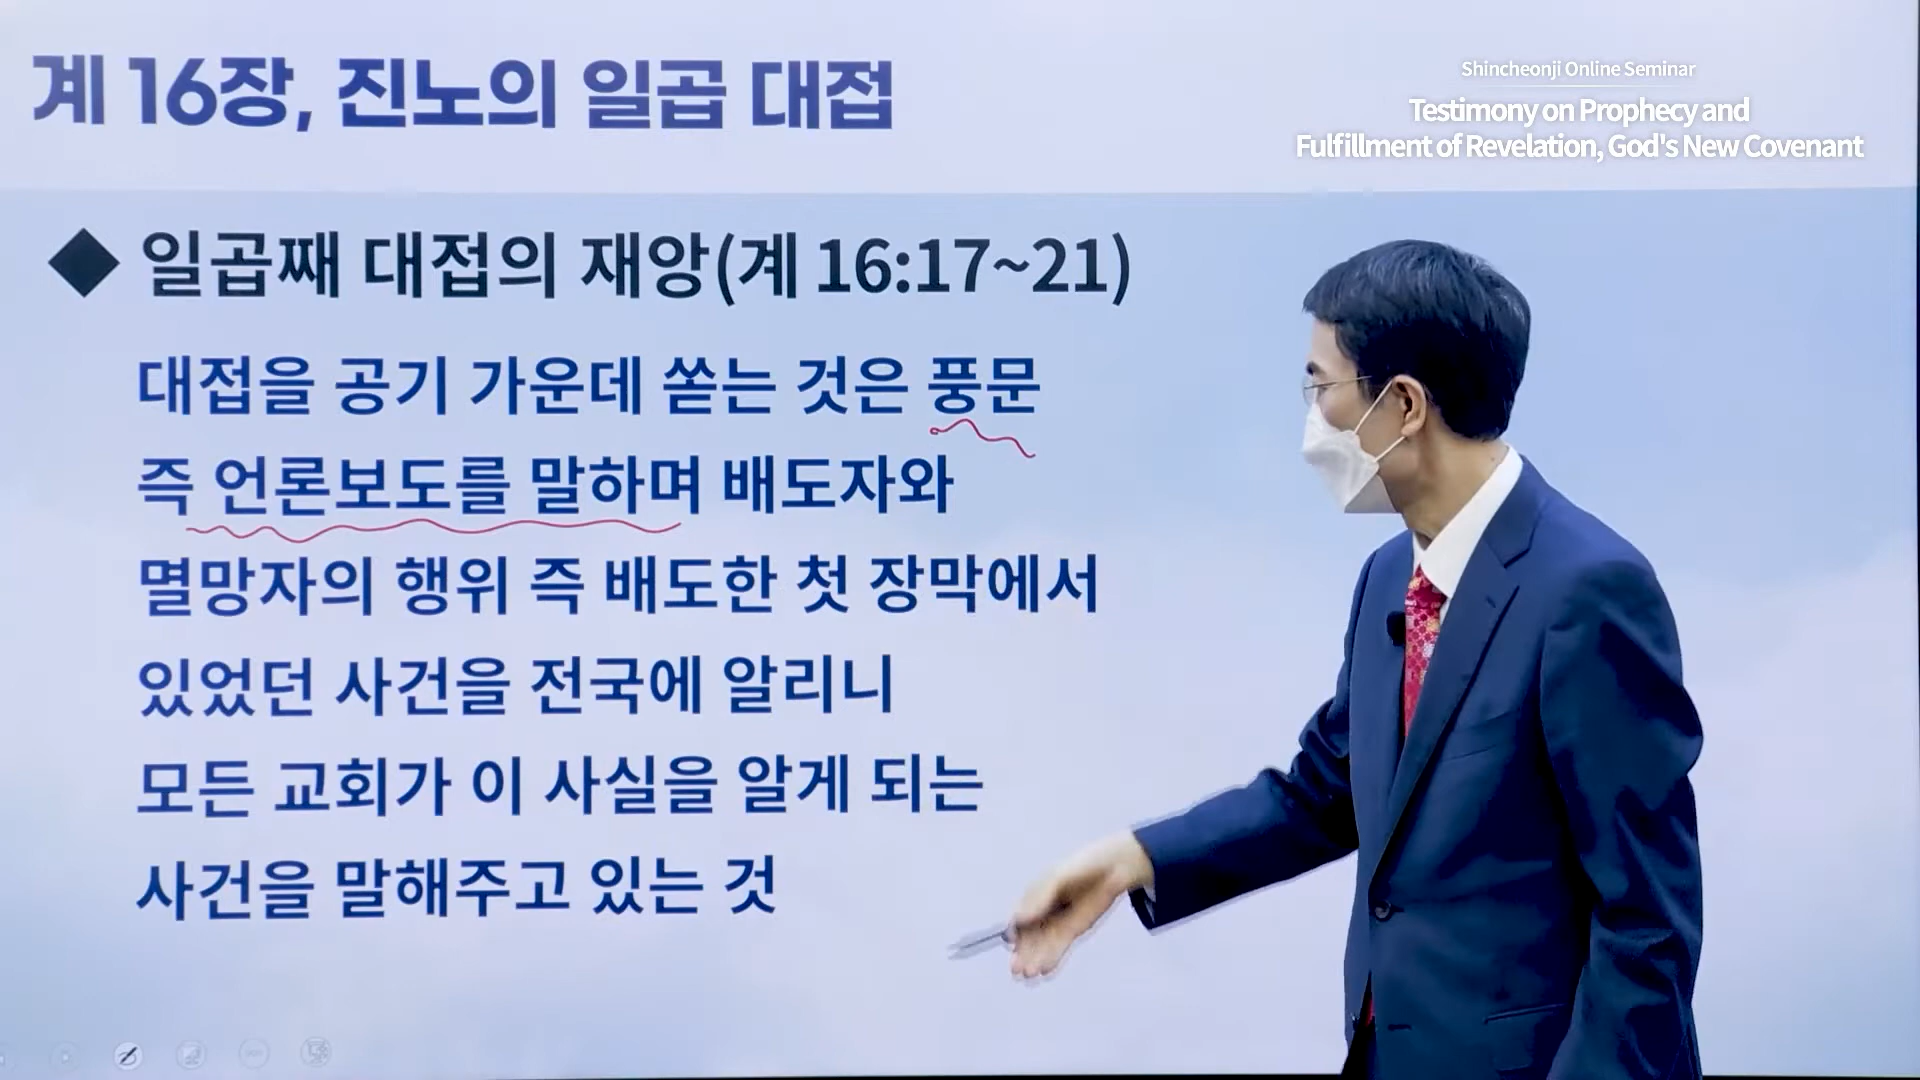 계 16장, 진노의 일곱 대접
Shincheonji Online Seminar
Testimony on Prophecy and
Fulfillment of Revelation, God's New Covenant
◆ 일곱째 대접의 재앙(계 16:17~21)
대접을 공기 가운데 쏟는 것은 풍문
즉 언론보도를 말하며 배도자와
멸망자의 행위 즉 배도한 첫 장막에서
있었던 사건을 전국에 알리니
모든 교회가 이 사실을 알게 되는
사건을 말해주고 있는 것